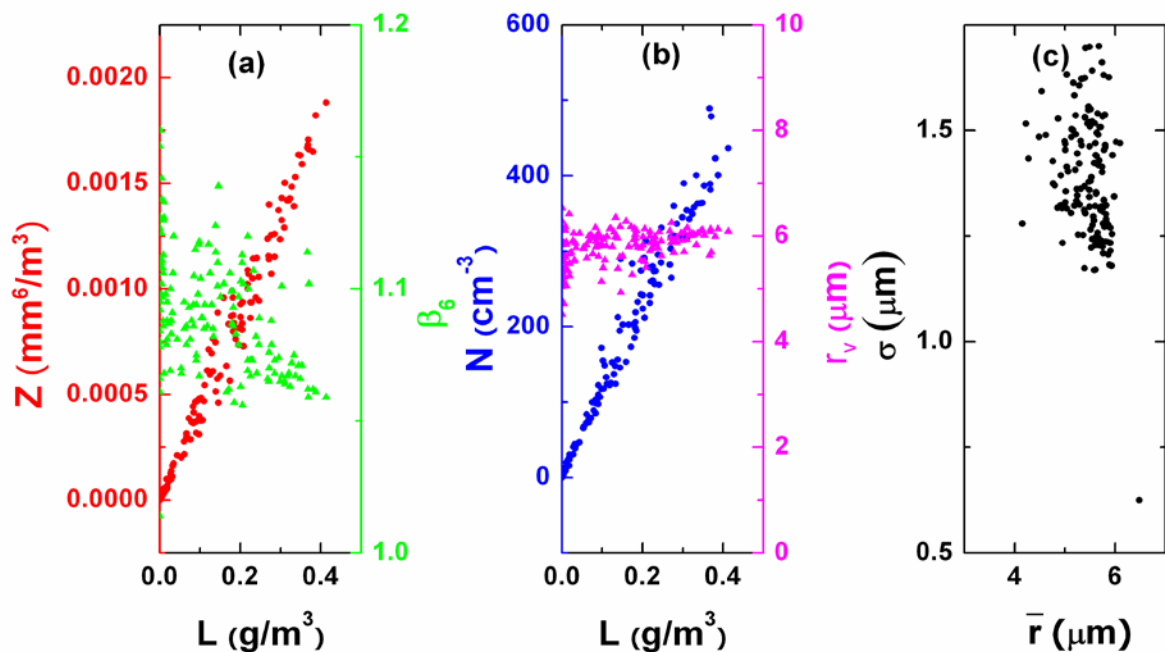 (a)
Z (mm⁶/m³)
0.0020
0.0015
0.0010
0.0005
0.0000
0.0
0.2
0.4
L (g/m³)
1.2
1.1
1.0
β₆
(b)
N (cm⁻³)
600
400
200
0
0.0
0.2
0.4
L (g/m³)
10
8
6
4
2
0
r_v (μm)
(c)
σ (μm)
1.5
1.0
0.5
4
6
r̅ (μm)